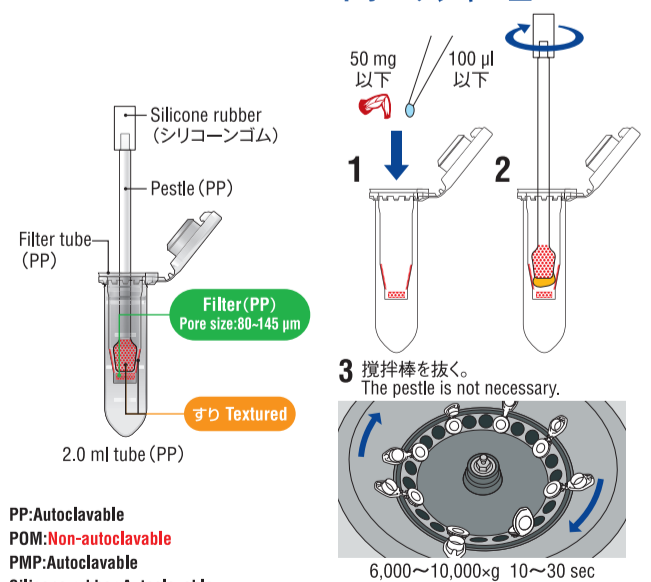 Silicone rubber
（シリコーンゴム）
Pestle (PP)
Filter tube
(PP)
Filter(PP)
Pore size:80~145 μm
すり Textured
2.0 ml tube (PP)
PP:Autoclavable
POM:Non-autoclavable
PMP:Autoclavable
50 mg
以下
100 μl
以下
1
2
3 攪拌棒を抜く。
The pestle is not necessary.
6,000〜10,000×g 10〜30 sec